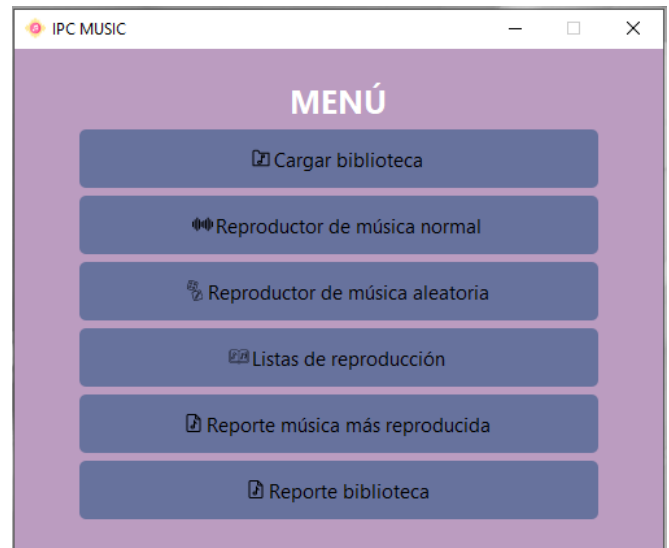 IPC MUSIC
MENÚ
Cargar biblioteca
Reproductor de música normal
Reproductor de música aleatoria
Listas de reproducción
Reporte música más reproducida
Reporte biblioteca